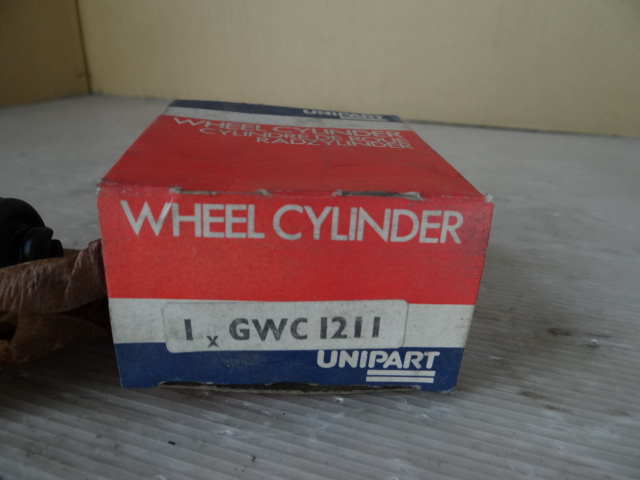 UNIPART
WHEEL CYLINDER
CYLINDRE DE ROUE
RADZYLINDER
WHEEL CYLINDER
1 x GWC 1211
UNIPART